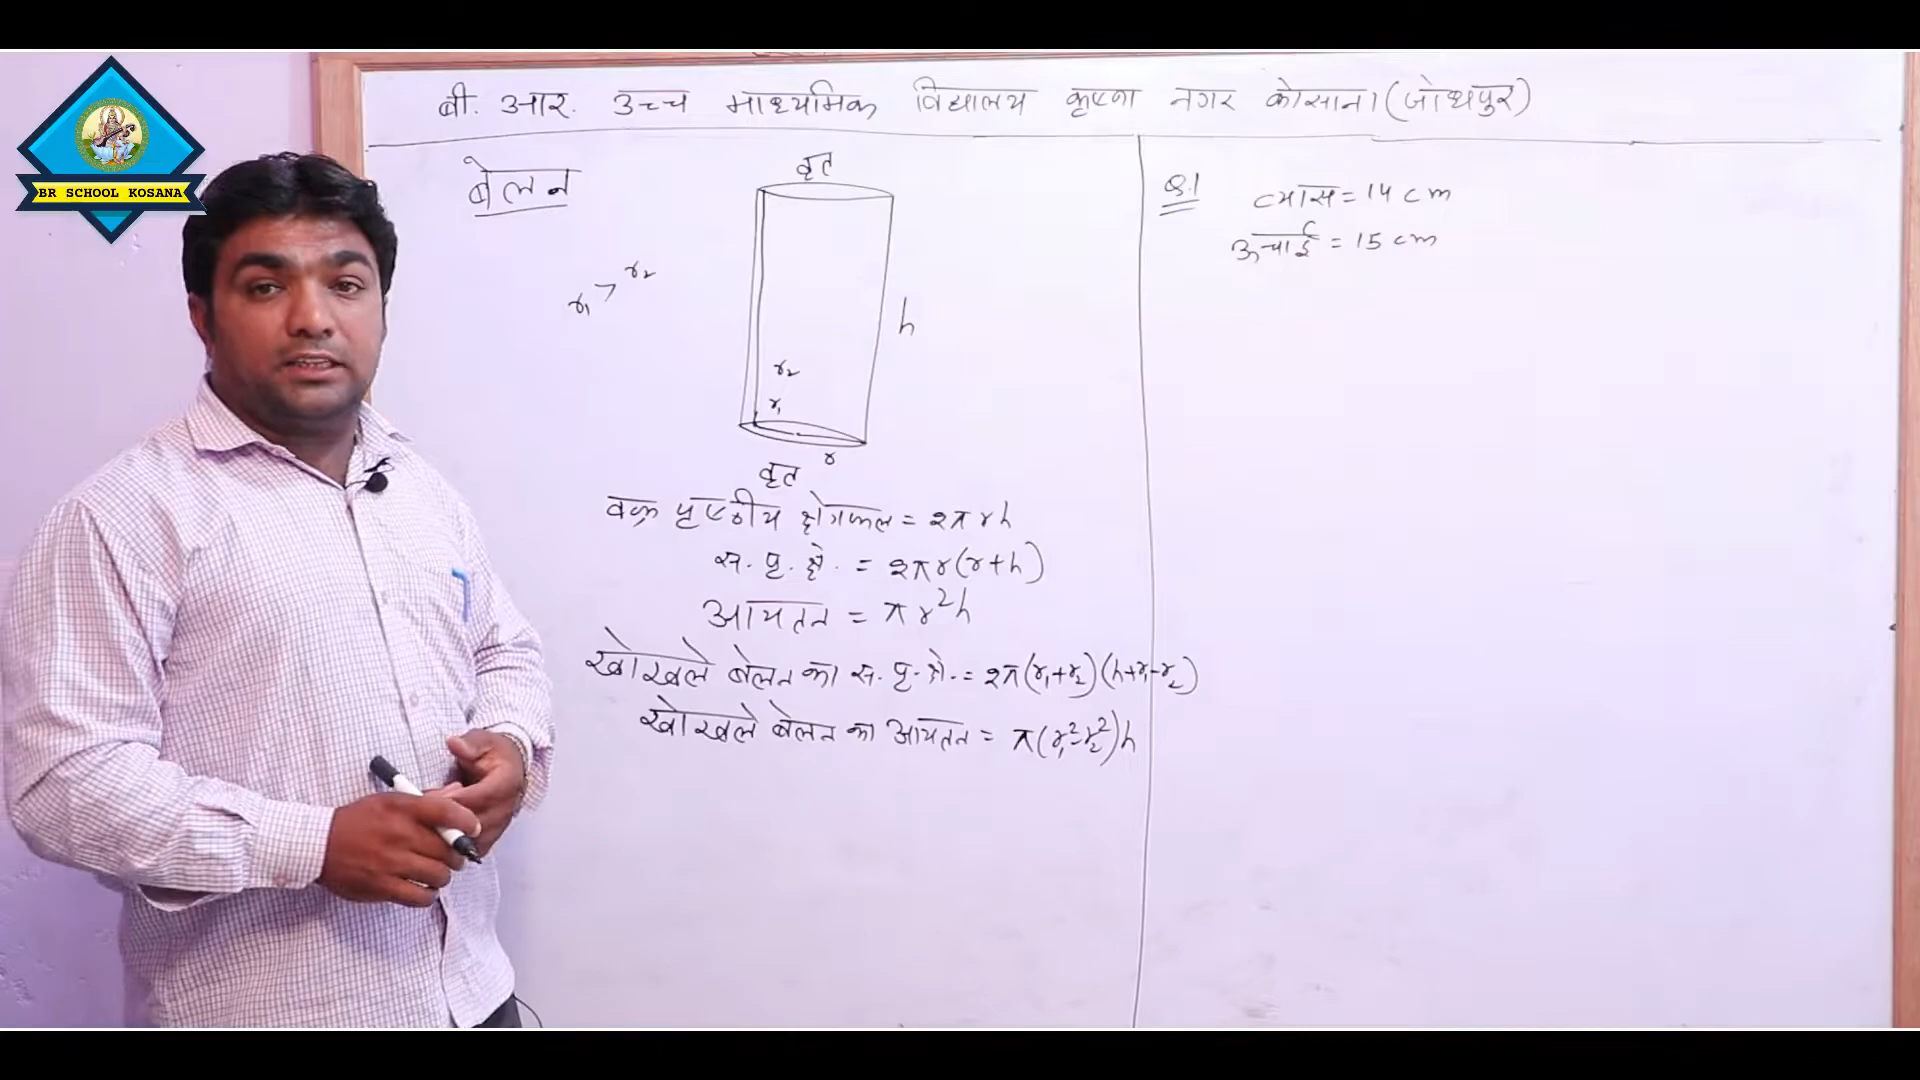 BR SCHOOL KOSANA
बी. आर. उच्च माध्यमिक विद्यालय कृष्णा नगर कोसाना (जोधपुर)
बेलन
वृत
r₁ > r₂
h
r₂
r₁
r
वृत
वक्र पृष्ठीय क्षेत्रफल = 2πrh
स. पृ. क्षे. = 2πr(r+h)
आयतन = πr²h
खोखले बेलन का स. पृ. क्षे. = 2π(r₁+r₂)(h+r₁-r₂)
खोखले बेलन का आयतन = π(r₁²-r₂²)h
Q.1 व्यास = 14 cm
ऊचाई = 15 cm